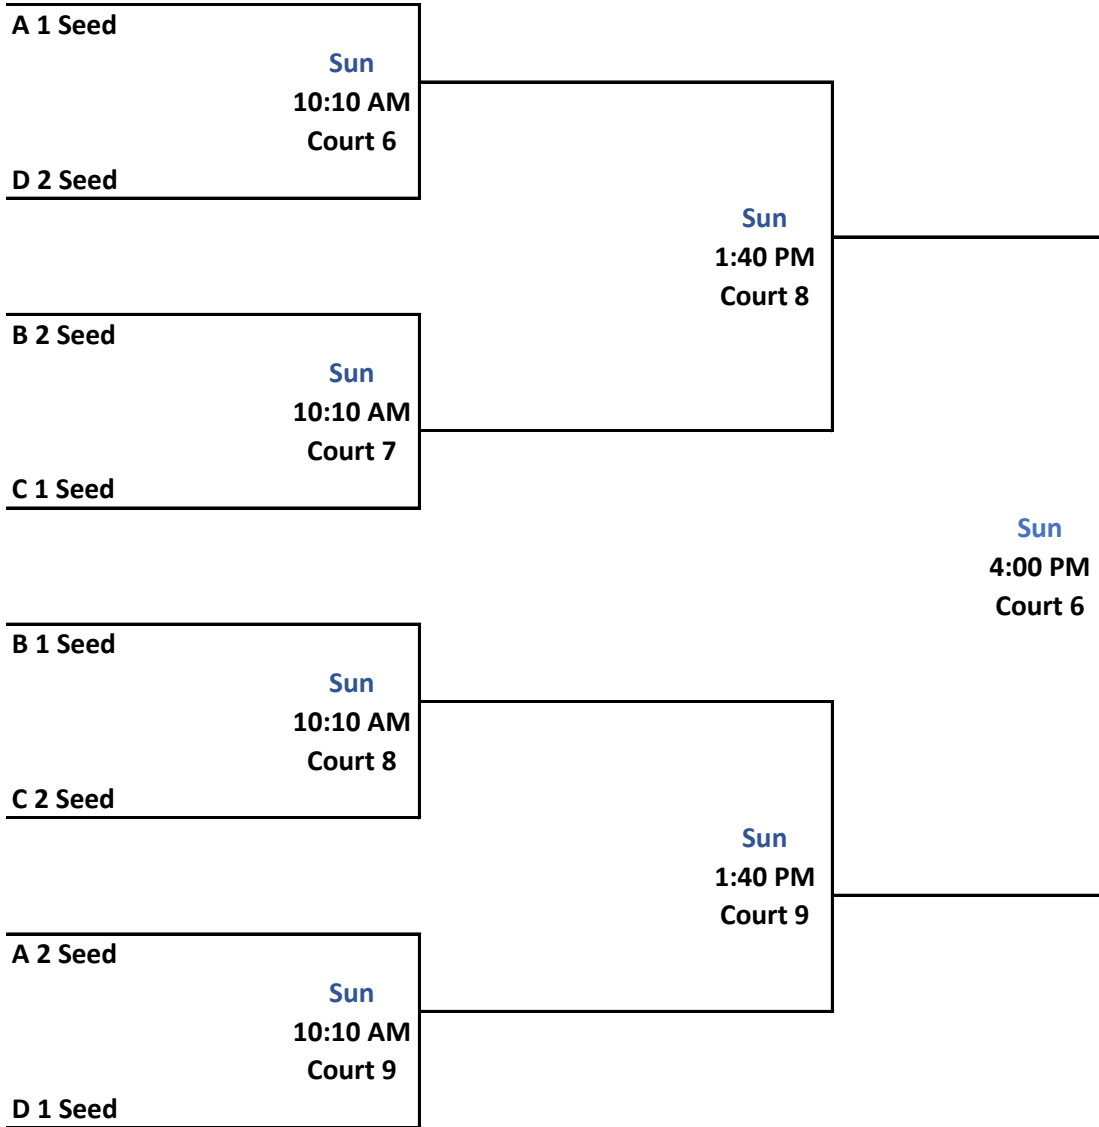 A 1 Seed
Sun
10:10 AM
Court 6
D 2 Seed
Sun
1:40 PM
Court 8
B 2 Seed
Sun
10:10 AM
Court 7
C 1 Seed
Sun
4:00 PM
Court 6
B 1 Seed
Sun
10:10 AM
Court 8
C 2 Seed
Sun
1:40 PM
Court 9
A 2 Seed
Sun
10:10 AM
Court 9
D 1 Seed